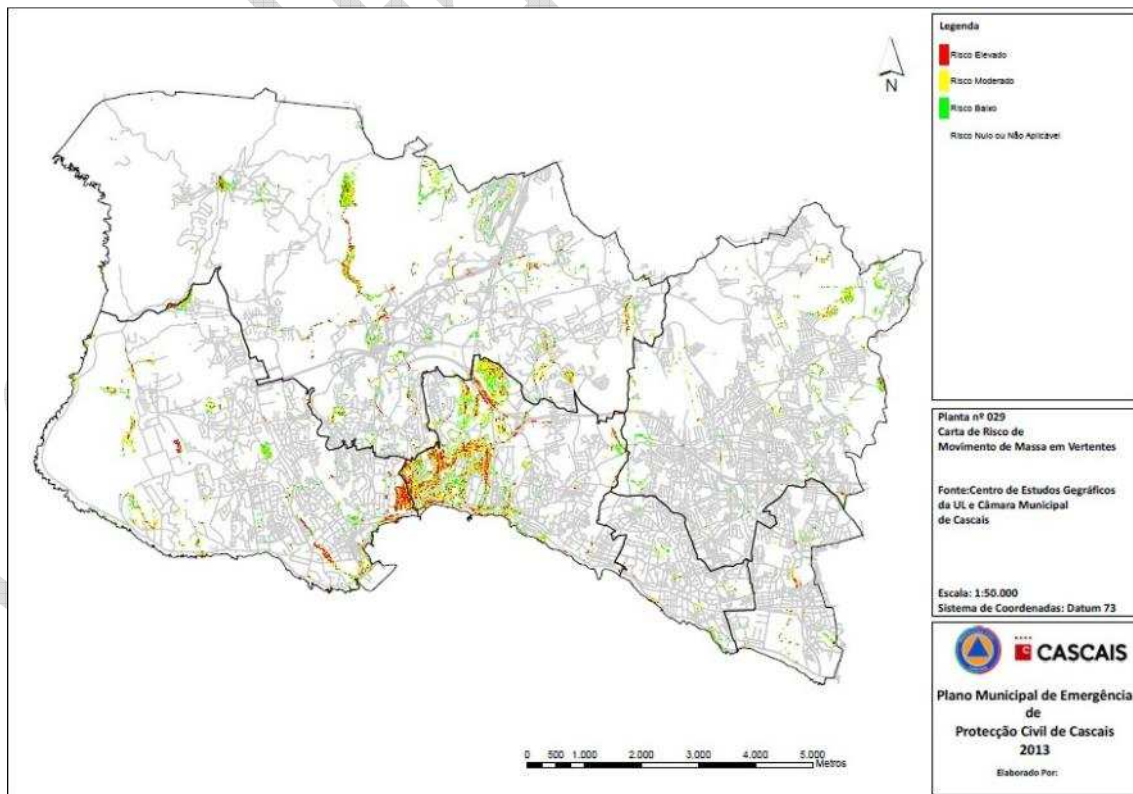 Legenda
Risco Elevado
Risco Moderado
Risco Baixo
Risco Nulo ou Não Aplicável
N
Planta nº 029
Carta de Risco de
Movimento de Massa em Vertentes
Fonte:Centro de Estudos Gegráficos
da UL e Câmara Municipal
de Cascais
Escala: 1:50.000
Sistema de Coordenadas: Datum 73
CASCAIS
Plano Municipal de Emergência
de
Protecção Civil de Cascais
2013
Elaborado Por:
0 500 1.000 2.000 3.000 4.000 5.000
Metros